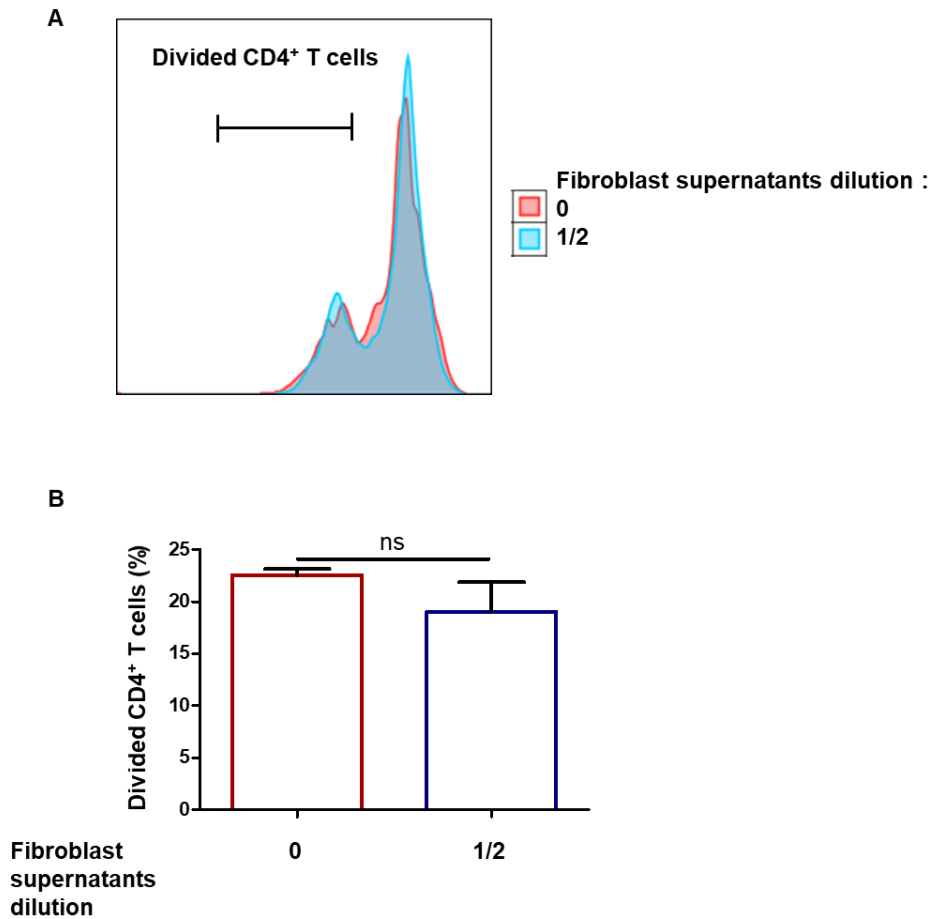 A
Divided CD4⁺ T cells
Fibroblast supernatants dilution :
0
1/2
B
ns
Divided CD4⁺ T cells (%)
25
20
15
10
5
0
0
1/2
Fibroblast
supernatants
dilution